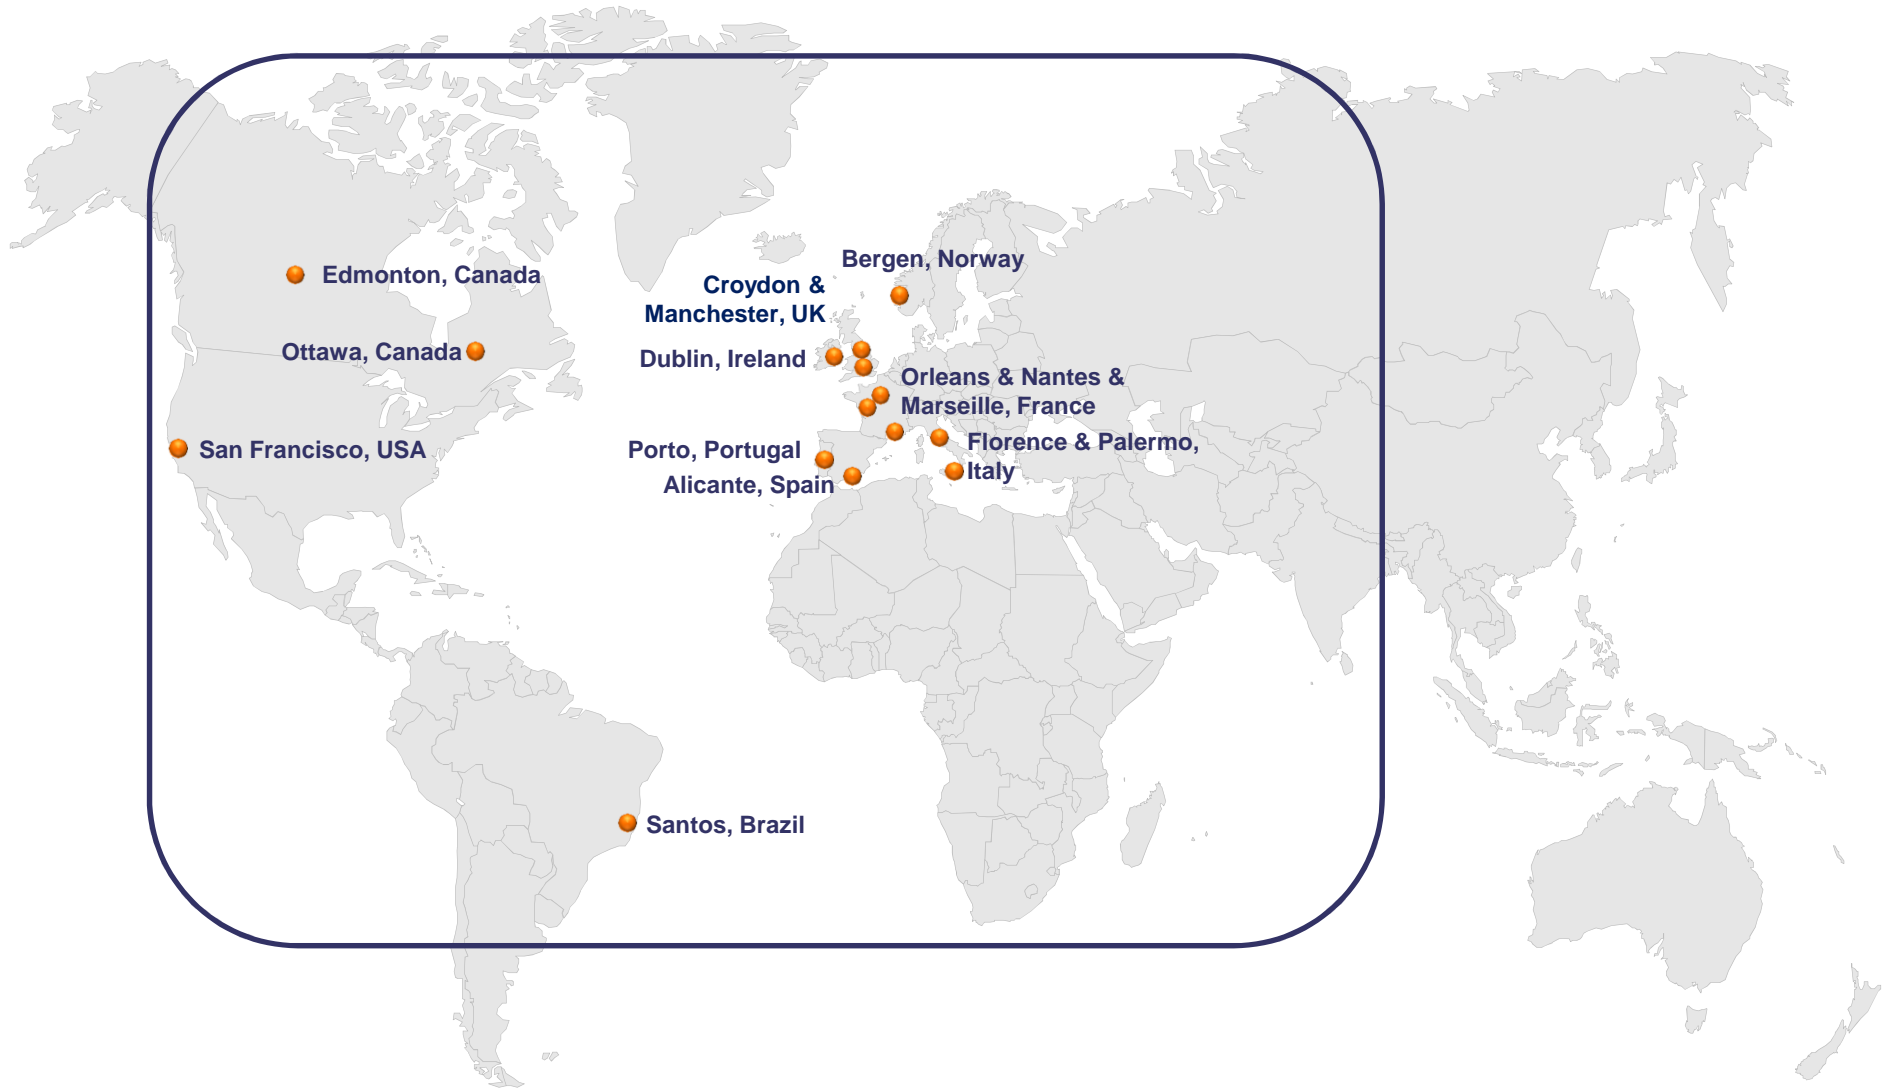 Bergen, Norway
Edmonton, Canada
Croydon &
Manchester, UK
Ottawa, Canada
Dublin, Ireland
Orleans & Nantes &
Marseille, France
San Francisco, USA
Porto, Portugal
Florence & Palermo,
Italy
Alicante, Spain
Santos, Brazil